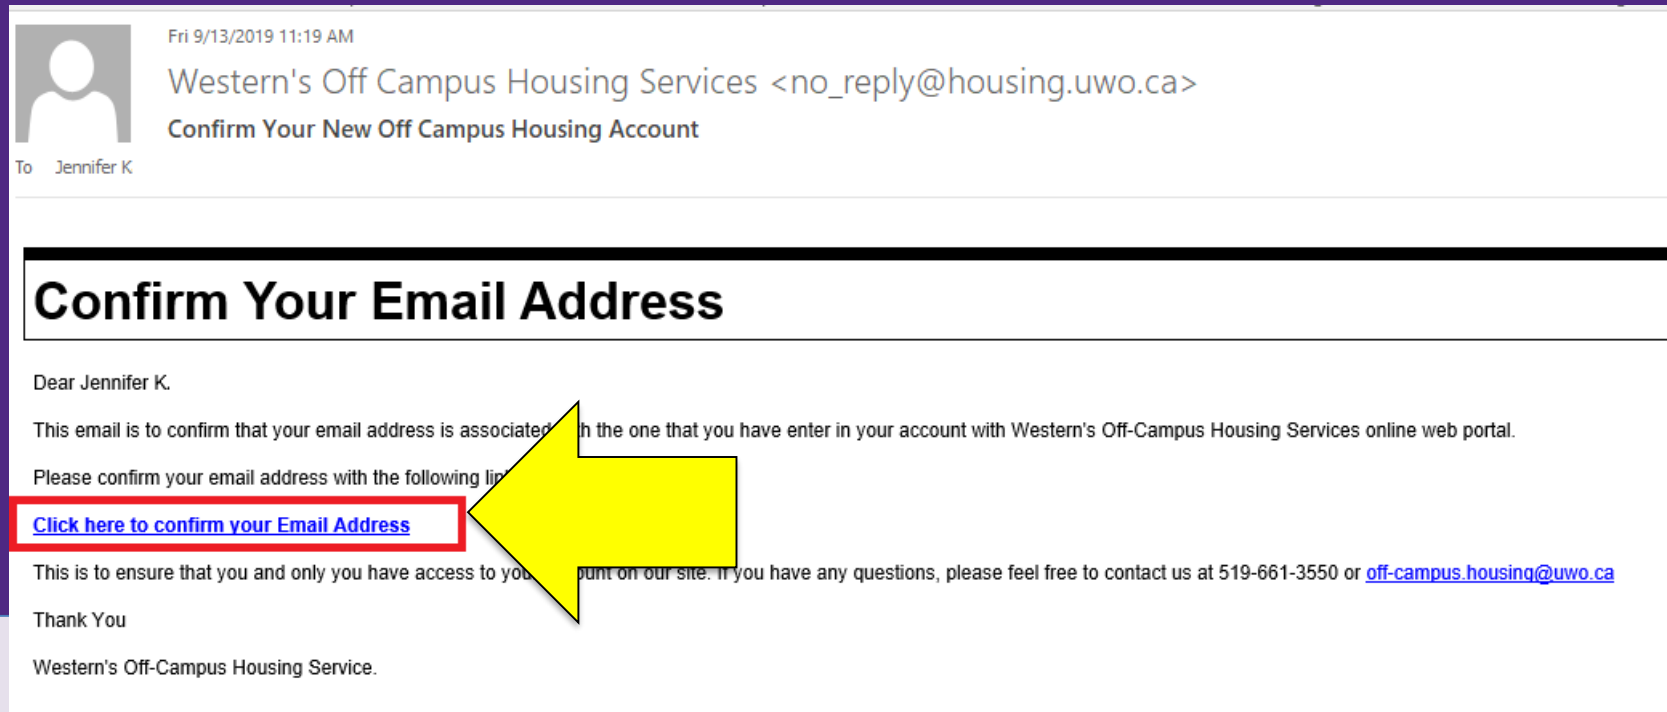 Fri 9/13/2019 11:19 AM
Western's Off Campus Housing Services <no_reply@housing.uwo.ca>
Confirm Your New Off Campus Housing Account
To Jennifer K
Confirm Your Email Address
Dear Jennifer K.
This email is to confirm that your email address is associated the one that you have enter in your account with Western's Off-Campus Housing Services online web portal.
Please confirm your email address with the following
Click here to confirm your Email Address
This is to ensure that you and only you have access to on our site. If you have any questions, please feel free to contact us at 519-661-3550 or off-campus.housing@uwo.ca
Thank You
Western's Off-Campus Housing Service.